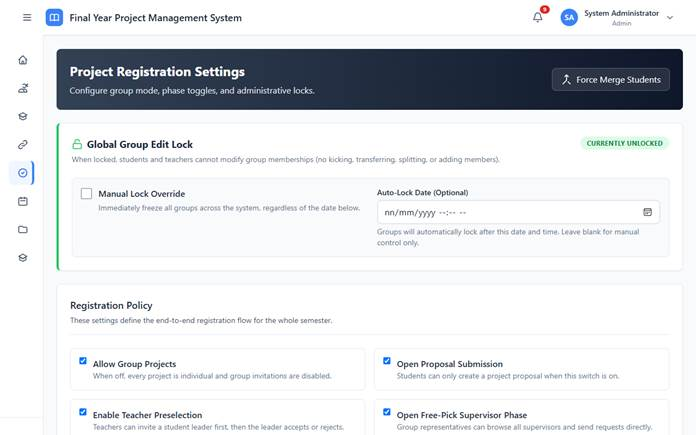 Final Year Project Management System
9
SA
System Administrator
Admin
Project Registration Settings
Configure group mode, phase toggles, and administrative locks.
Force Merge Students
Global Group Edit Lock
CURRENTLY UNLOCKED
When locked, students and teachers cannot modify group memberships (no kicking, transferring, splitting, or adding members).
Manual Lock Override
Immediately freeze all groups across the system, regardless of the date below.
Auto-Lock Date (Optional)
nn/mm/yyyy --:-- --
Groups will automatically lock after this date and time. Leave blank for manual
control only.
Registration Policy
These settings define the end-to-end registration flow for the whole semester.
Allow Group Projects
When off, every project is individual and group invitations are disabled.
Open Proposal Submission
Students can only create a project proposal when this switch is on.
Enable Teacher Preselection
Teachers can invite a student leader first, then the leader accepts or rejects.
Open Free-Pick Supervisor Phase
Group representatives can browse all supervisors and send requests directly.